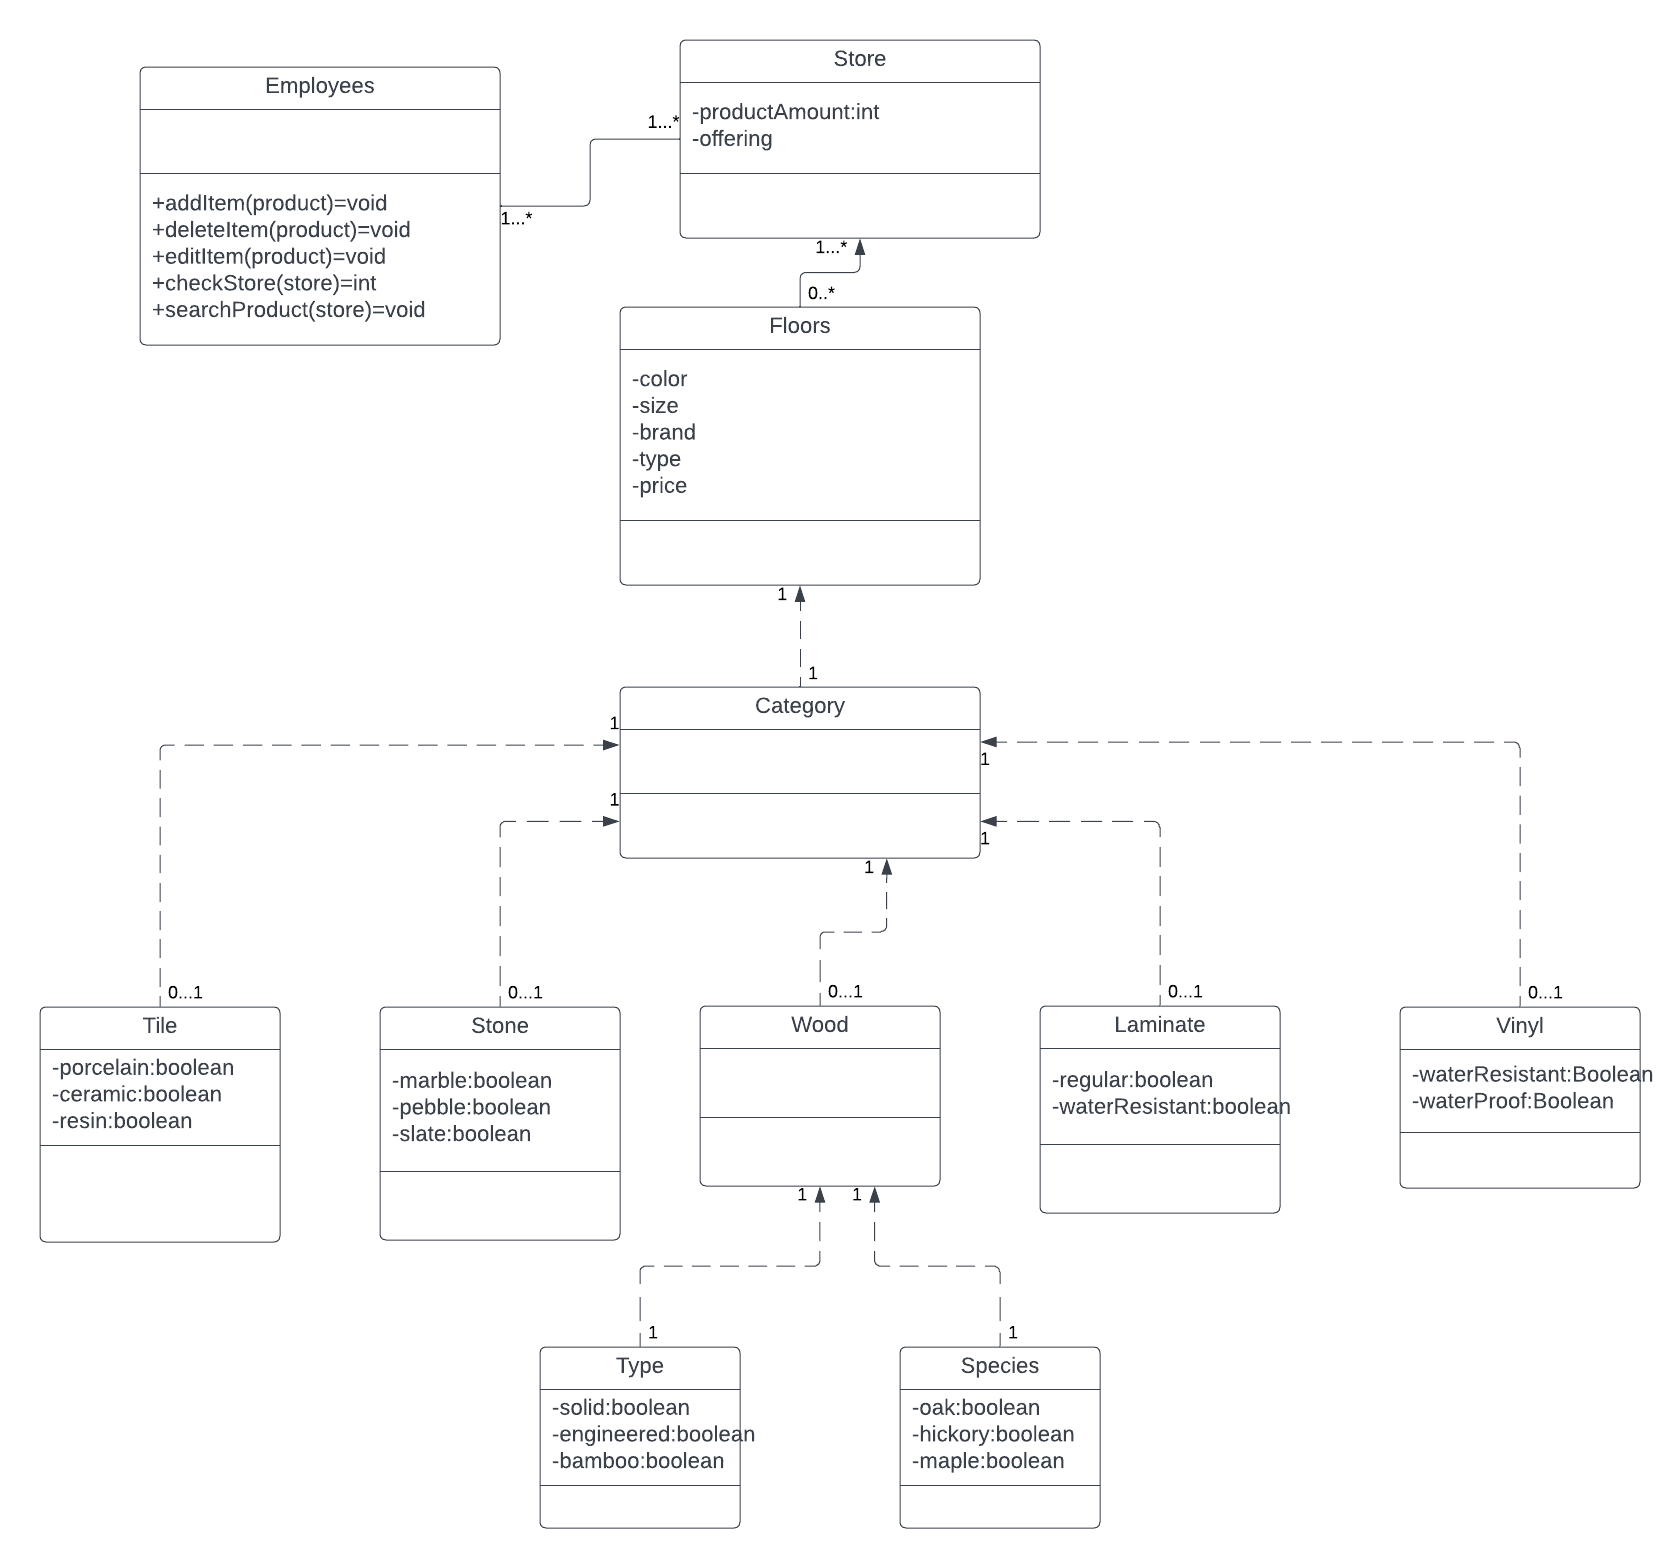 Store
-productAmount:int
-offering
Employees
+addItem(product)=void
+deleteItem(product)=void
+editItem(product)=void
+checkStore(store)=int
+searchProduct(store)=void
1...*
1...*
1...*
0..*
Floors
-color
-size
-brand
-type
-price
1
1
Category
1
1
1
1
1
0...1
0...1
0...1
0...1
0...1
Tile
-porcelain:boolean
-ceramic:boolean
-resin:boolean
Stone
-marble:boolean
-pebble:boolean
-slate:boolean
Wood
Laminate
-regular:boolean
-waterResistant:boolean
Vinyl
-waterResistant:Boolean
-waterProof:Boolean
1
1
1
1
Type
-solid:boolean
-engineered:boolean
-bamboo:boolean
Species
-oak:boolean
-hickory:boolean
-maple:boolean